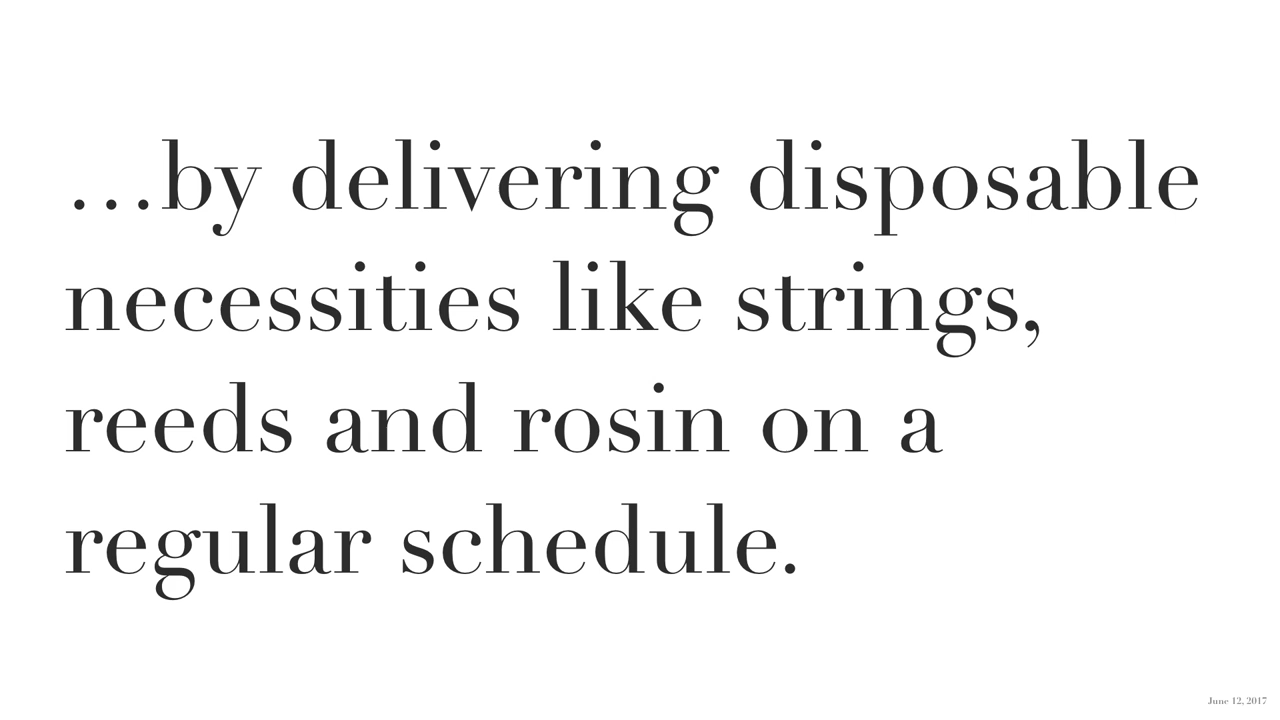 …by delivering disposable
necessities like strings,
reeds and rosin on a
regular schedule.
June 12, 2017